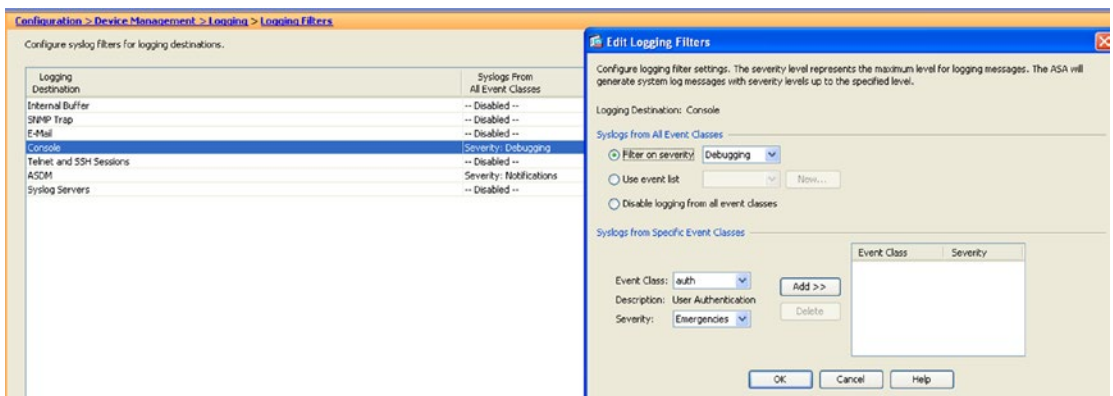 Configuration > Device Management > Logging > Logging Filters
Configure syslog filters for logging destinations.
Logging Destination Syslogs From All Event Classes
Internal Buffer -- Disabled --
SNMP Trap -- Disabled --
E-Mail -- Disabled --
Console Severity: Debugging
Telnet and SSH Sessions -- Disabled --
ASDM Severity: Notifications
Syslog Servers -- Disabled --
Edit Logging Filters
Configure logging filter settings. The severity level represents the maximum level for logging messages. The ASA will
generate system log messages with severity levels up to the specified level.
Logging Destination: Console
Syslogs from All Event Classes
Filter on severity Debugging
Use event list New...
Disable logging from all event classes
Syslogs from Specific Event Classes
Event Class Severity
Event Class: auth Add >>
Description: User Authentication
Delete
Severity: Emergencies
OK Cancel Help